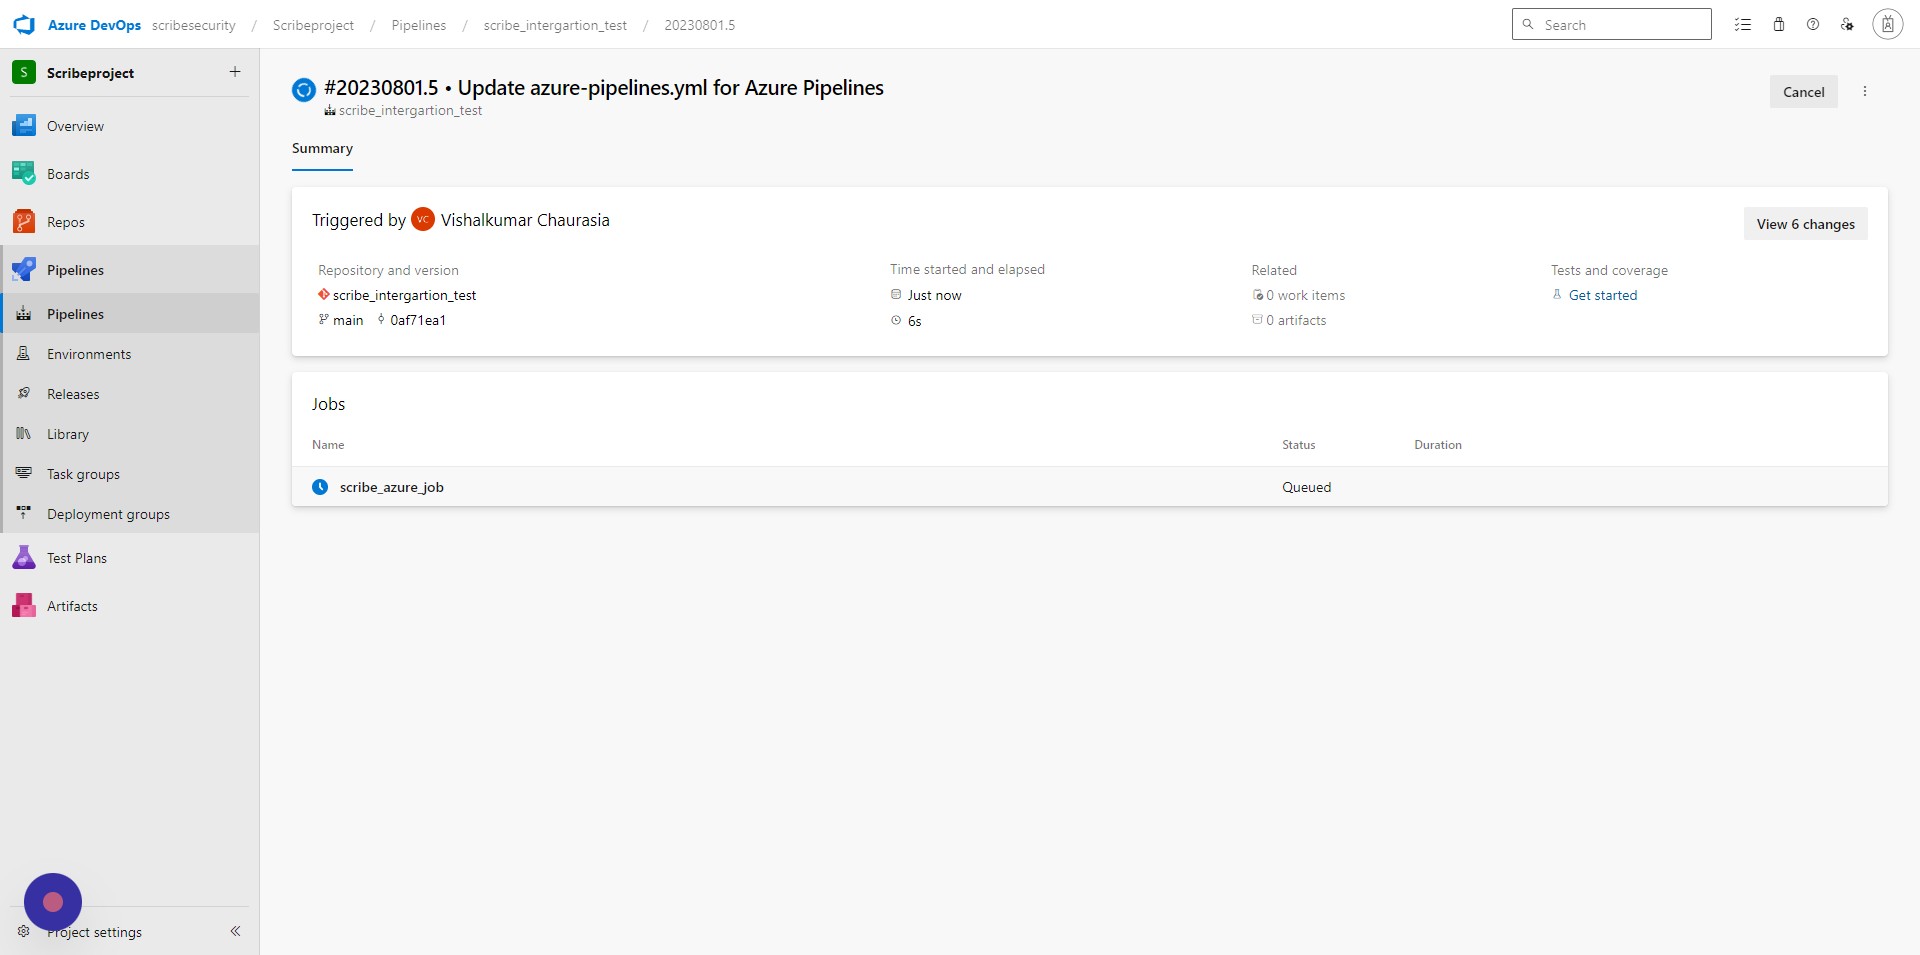 Azure DevOps scribesecurity / Scribeproject / Pipelines / scribe_intergartion_test / 20230801.5
Search
S Scribeproject +
Overview
Boards
Repos
Pipelines
Pipelines
Environments
Releases
Library
Task groups
Deployment groups
Test Plans
Artifacts
Project settings
#20230801.5 • Update azure-pipelines.yml for Azure Pipelines
scribe_intergartion_test
Cancel
Summary
Triggered by VC Vishalkumar Chaurasia
View 6 changes
Repository and version
scribe_intergartion_test
main 0af71ea1
Time started and elapsed
Just now
6s
Related
0 work items
0 artifacts
Tests and coverage
Get started
Jobs
Name Status Duration
scribe_azure_job Queued